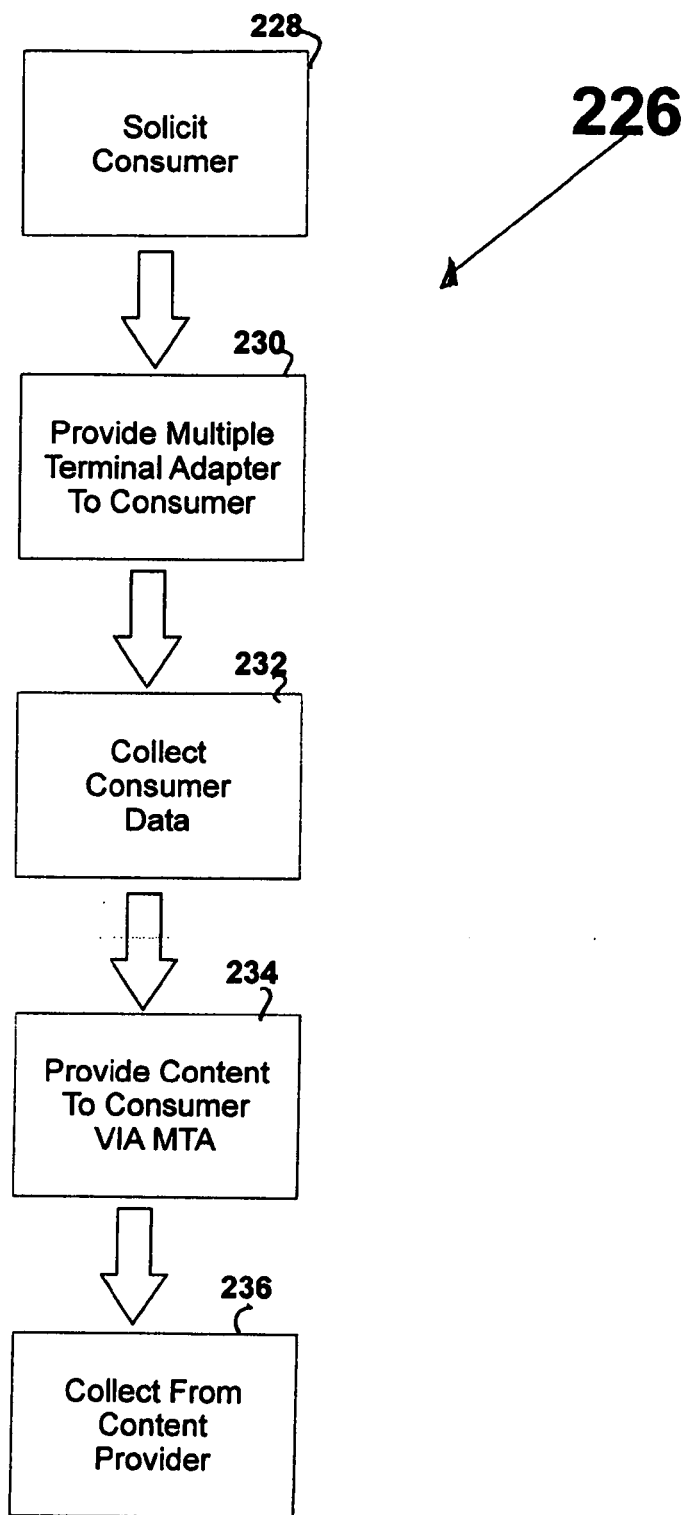 228
Solicit
Consumer
226
230
Provide Multiple
Terminal Adapter
To Consumer
232
Collect
Consumer
Data
234
Provide Content
To Consumer
VIA MTA
236
Collect From
Content
Provider